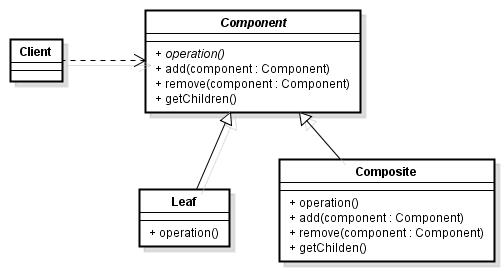 Component
Client
+ operation()
+ add(component : Component)
+ remove(component : Component)
+ getChildren()
Leaf
+ operation()
Composite
+ operation()
+ add(component : Component)
+ remove(component : Component)
+ getChilden()